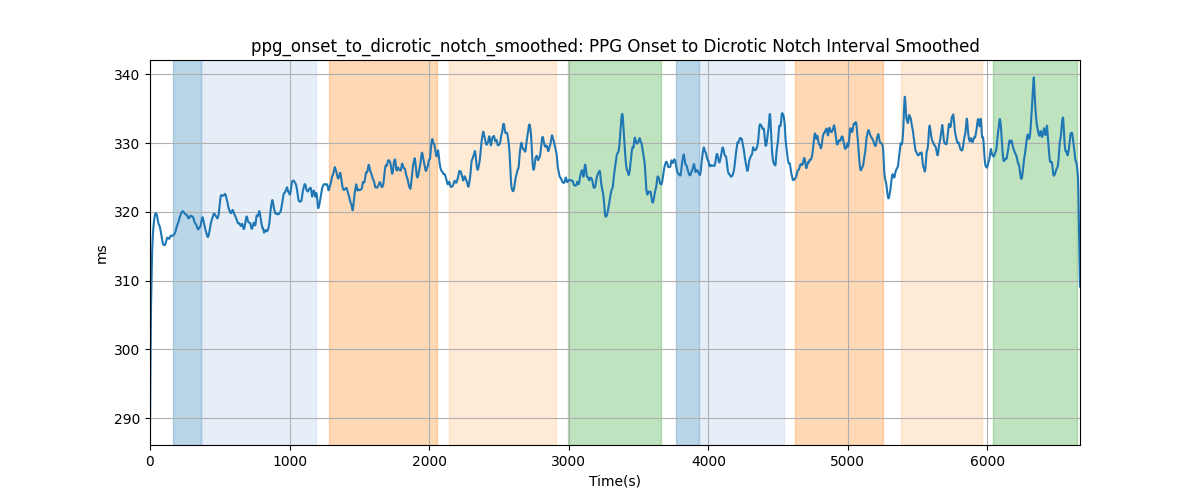 ppg_onset_to_dicrotic_notch_smoothed: PPG Onset to Dicrotic Notch Interval Smoothed
340
330
320
310
300
290
ms
0 1000 2000 3000 4000 5000 6000
Time(s)